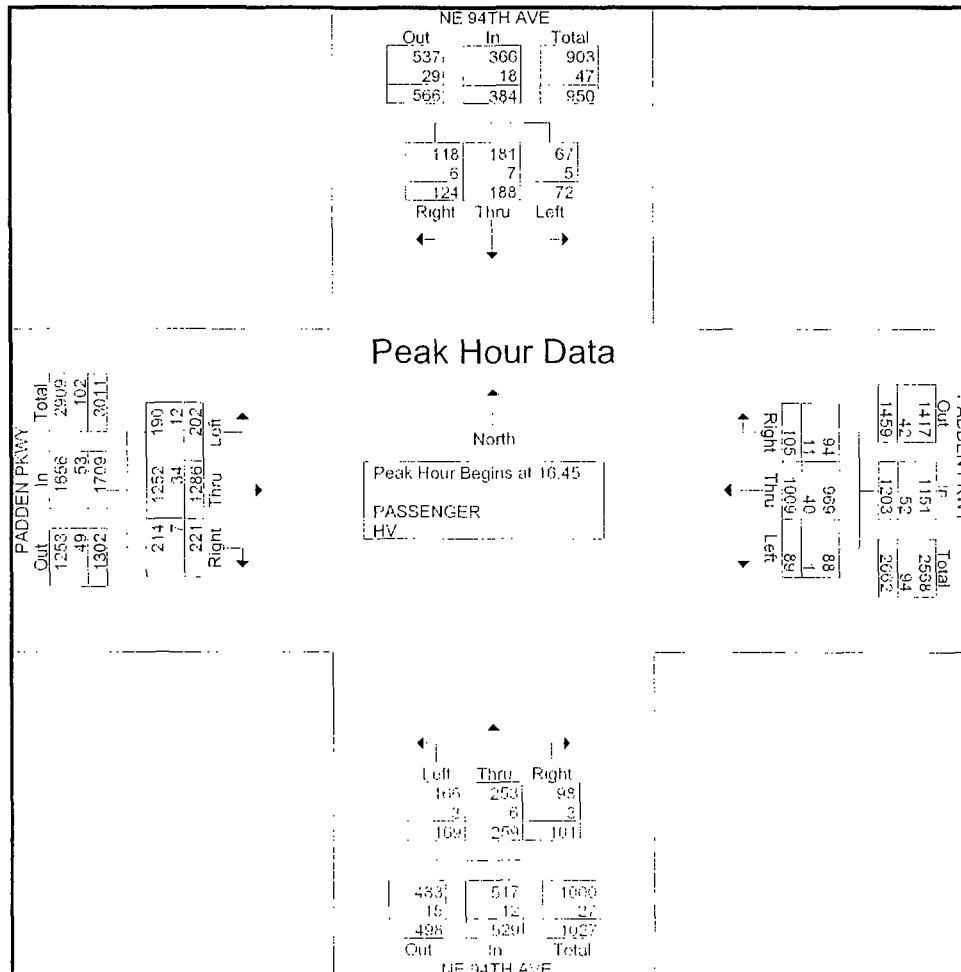 NE 94TH AVE
Out In Total
537 366 903
29 18 47
566 384 950
118 181 67
6 7 5
124 188 72
Right Thru Left
Peak Hour Data
North
Peak Hour Begins at 16:45
PASSENGER
HV
PADDEN PKWY
Out In Total
1253 1656 2909
49 53 102
1302 1709 3011
Left Thru Right
190 1252 214
12 34 7
202 1286 221
Out In Total
1417 1151 2568
42 52 94
1459 1203 2662
Right Thru Left
94 969 88
11 40 1
105 1009 89
Left Thru Right
166 253 98
3 6 3
169 259 101
483 517 1000
15 12 27
498 529 1027
Out In Total
NE 94TH AVE